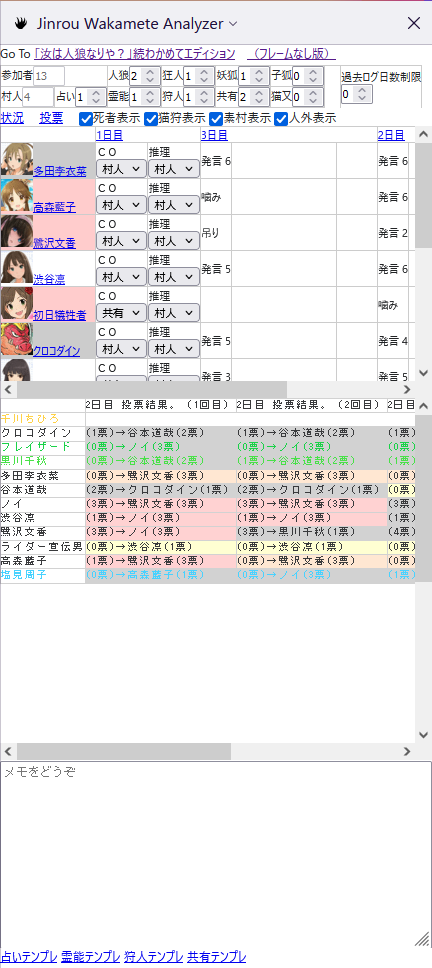 Jinrou Wakamete Analyzer
Go To 「汝は人狼なりや？」続わかめてエディション （フレームなし版）
参加者 13 人狼 2 狂人 1 妖狐 1 子狐 0 過去ログ日数制限
村人 4 占い 1 霊能 1 狩人 1 共有 2 猫又 0 0
状況 投票 死者表示 猫狩表示 素村表示 人外表示
1日目 3日目 2日目
多田李衣菜 CO 村人 推理 村人 発言 6 発言 6
高森藍子 CO 村人 推理 村人 噛み 発言 6
鷺沢文香 CO 村人 推理 村人 吊り 発言 2
渋谷凛 CO 村人 推理 村人 発言 5 発言 6
初日犠牲者 CO 共有 推理 村人 噛み
クロコダイン CO 村人 推理 村人 発言 5 発言 4
CO 推理 発言 3 発言 5
2日目 投票結果。（1回目） 2日目 投票結果。（2回目） 2日目
千川ちひろ
クロコダイン (1票)→谷本道哉(2票) (1票)→谷本道哉(2票) (1票)
フレイザード (0票)→ノイ(3票) (0票)→ノイ(3票) (0票)
黒川千秋 (0票)→谷本道哉(2票) (1票)→谷本道哉(2票) (1票)
多田李衣菜 (0票)→鷺沢文香(3票) (0票)→鷺沢文香(3票) (0票)
谷本道哉 (2票)→クロコダイン(1票) (2票)→クロコダイン(1票) (0票)
ノイ (3票)→鷺沢文香(3票) (3票)→鷺沢文香(3票) (3票)
渋谷凛 (1票)→ノイ(3票) (1票)→ノイ(3票) (1票)
鷺沢文香 (3票)→ノイ(3票) (3票)→黒川千秋(1票) (4票)
ライダー宣伝男 (0票)→渋谷凛(1票) (0票)→渋谷凛(1票) (0票)
高森藍子 (1票)→鷺沢文香(3票) (0票)→鷺沢文香(3票) (0票)
塩見周子 (0票)→高森藍子(1票) (0票)→ノイ(3票) (1票)
メモをどうぞ
占いテンプレ 霊能テンプレ 狩人テンプレ 共有テンプレ